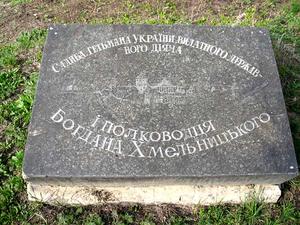 Садиба гетьмана України, видатного держав-
ного діяча
і полководця
Богдана Хмельницького